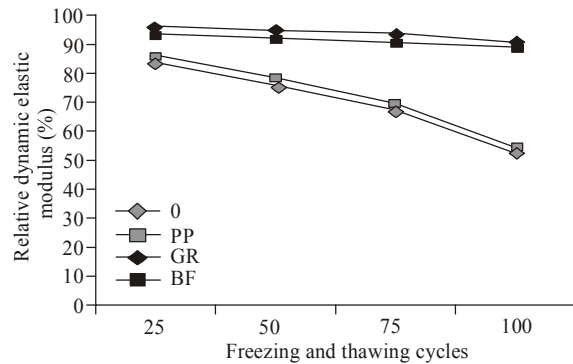 100
90
80
70
60
50
40
30
20
10
0
Relative dynamic elastic
modulus (%)
0
PP
GR
BF
25 50 75 100
Freezing and thawing cycles